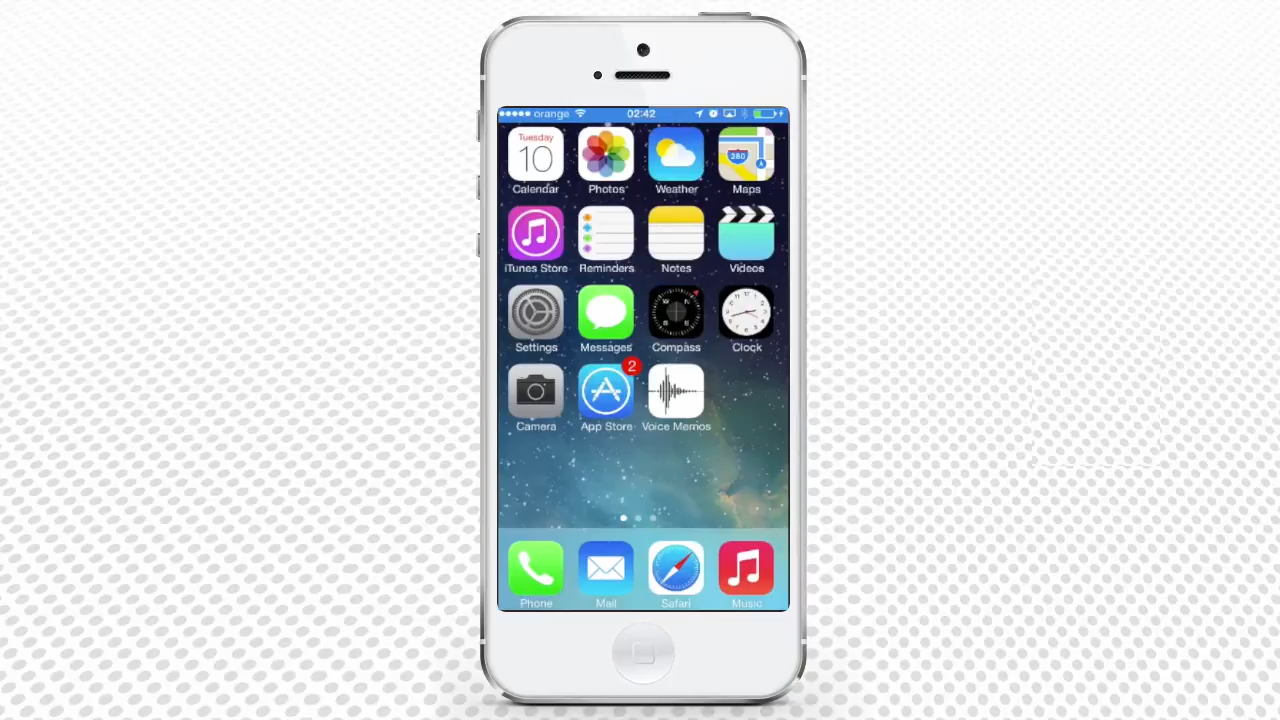 orange 02:42
Tuesday
10
280
Calendar Photos Weather Maps
iTunes Store Reminders Notes Videos
Settings Messages Compass Clock
2
Camera App Store Voice Memos
Phone Mail Safari Music